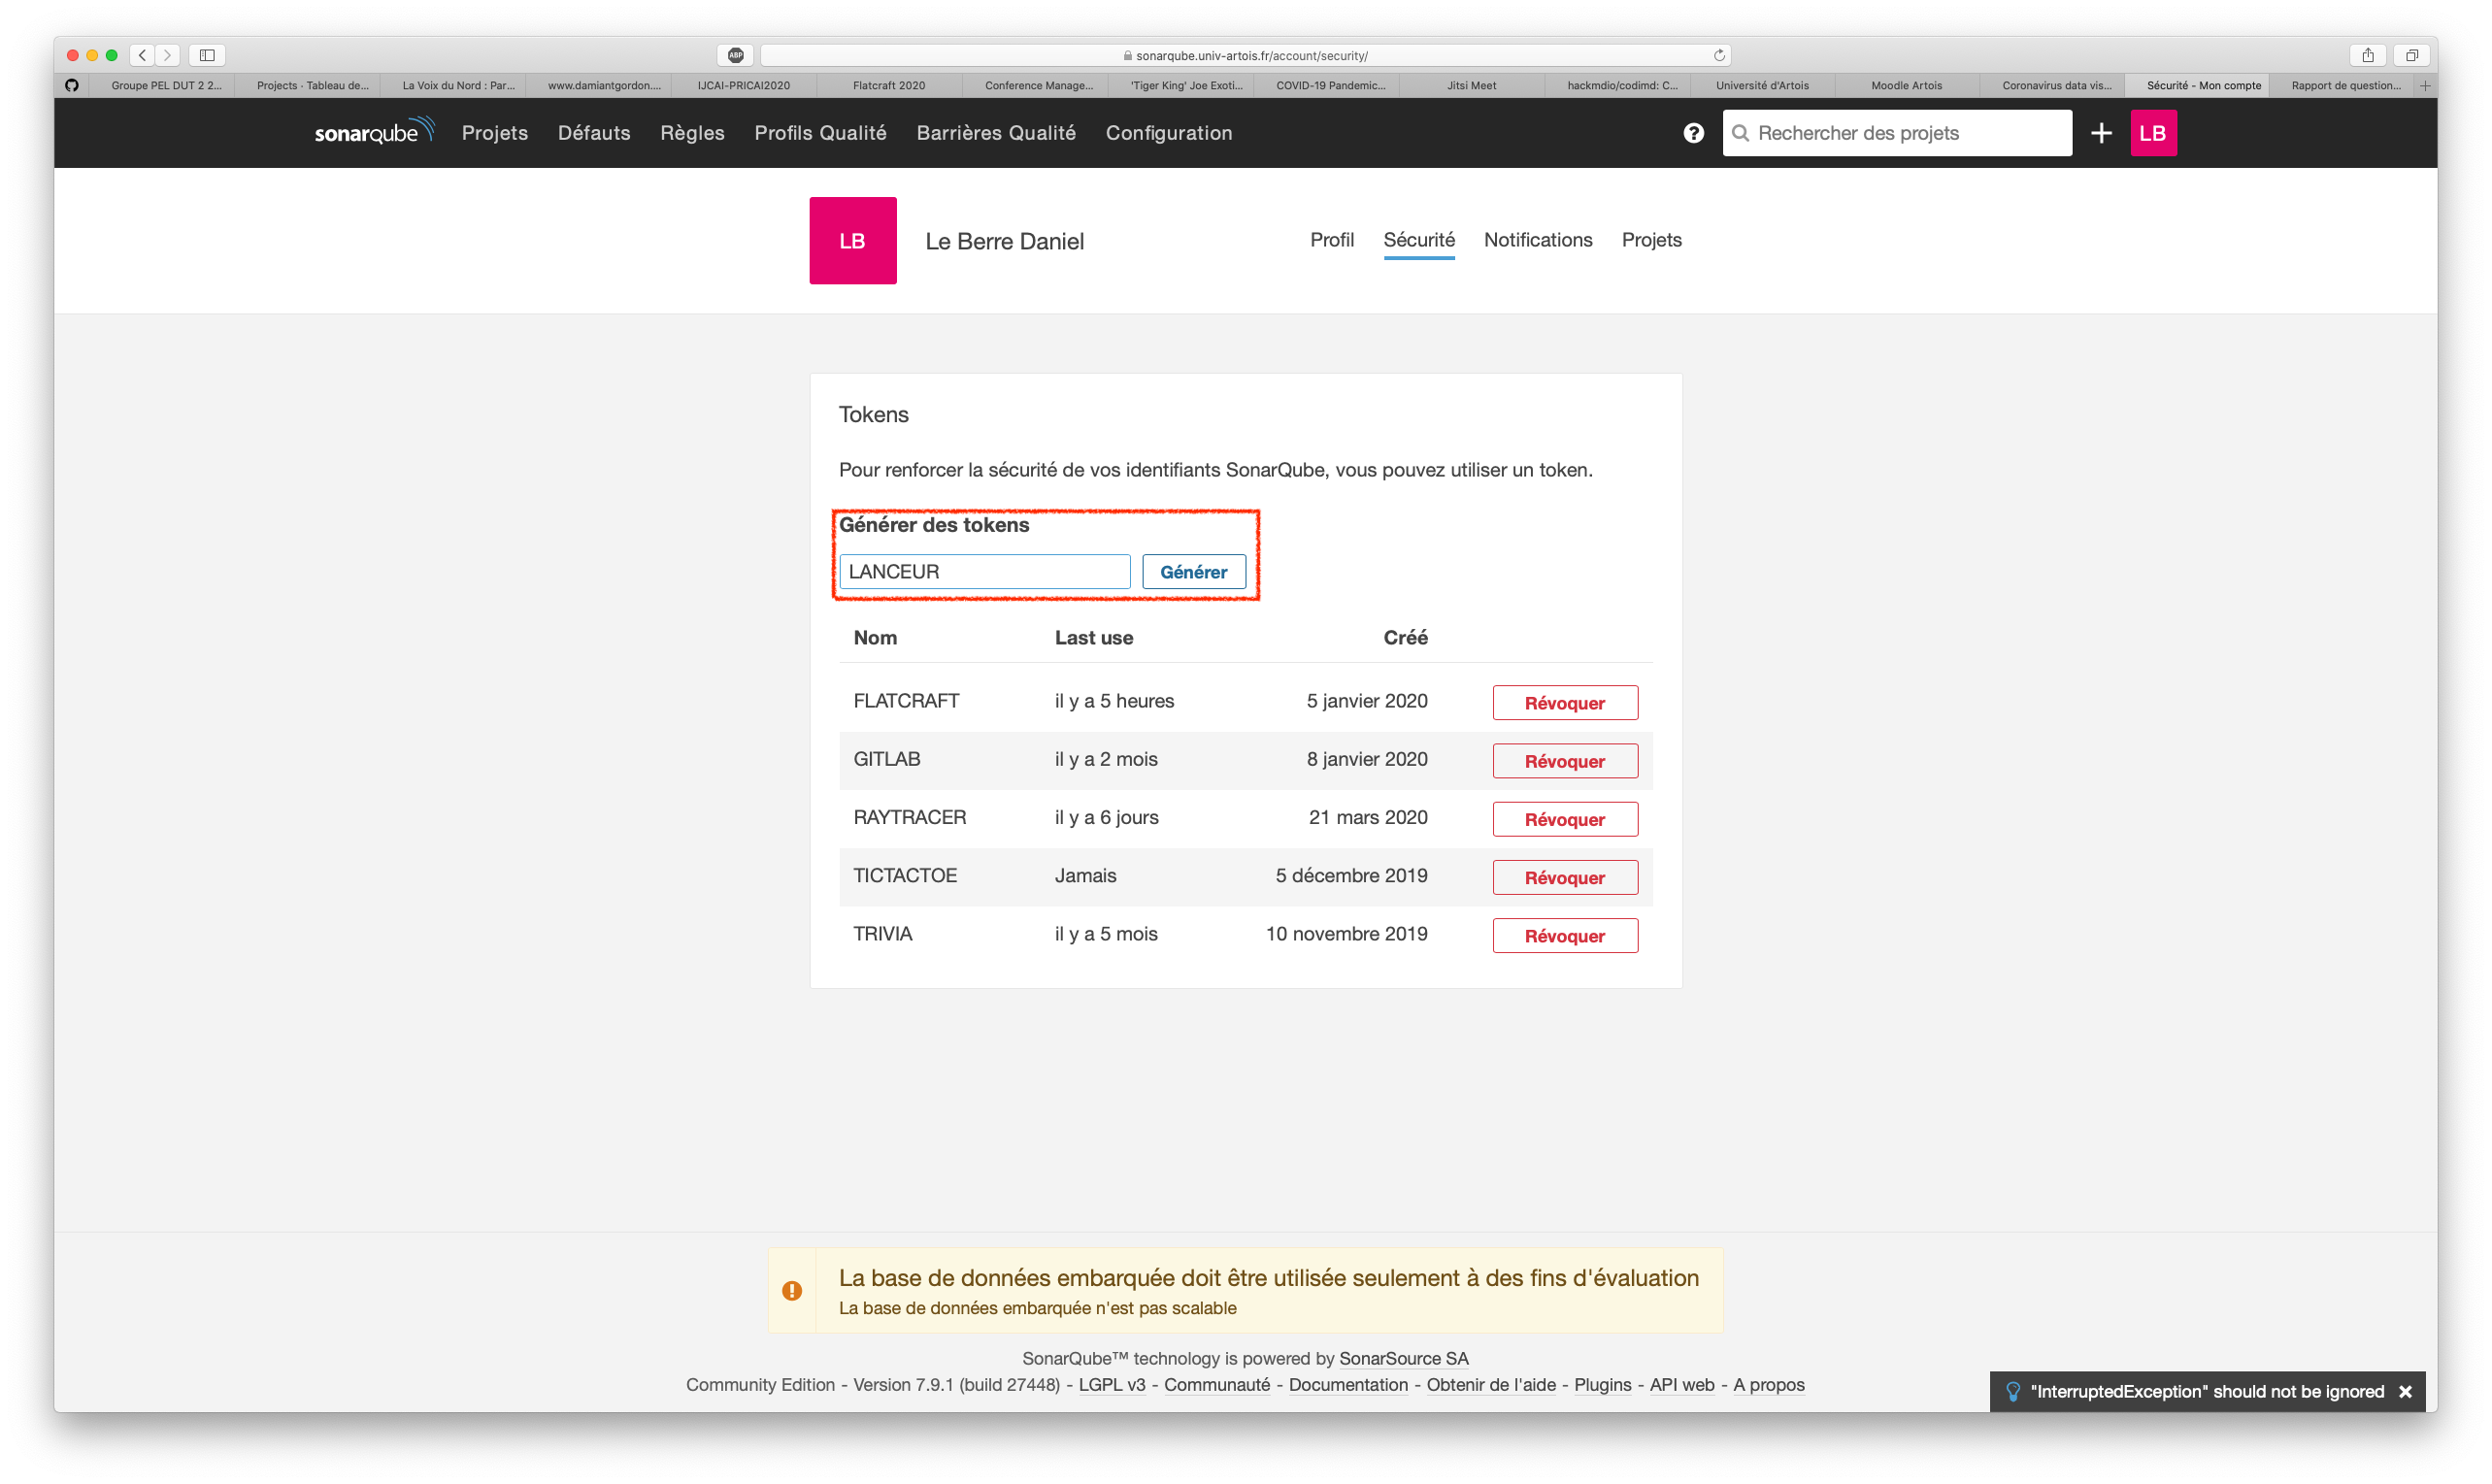 ABP
sonarqube.univ-artois.fr/account/security/
Groupe PEL DUT 2 2...
Projects · Tableau de...
La Voix du Nord : Par...
www.damiantgordon....
IJCAI-PRICAI2020
Flatcraft 2020
Conference Manage...
'Tiger King' Joe Exoti...
COVID-19 Pandemic...
Jitsi Meet
hackmdio/codimd: C...
Université d'Artois
Moodle Artois
Coronavirus data vis...
Sécurité - Mon compte
Rapport de question...
sonarqube Projets Défauts Règles Profils Qualité Barrières Qualité Configuration
? Rechercher des projets + LB
LB Le Berre Daniel
Profil Sécurité Notifications Projets
Tokens
Pour renforcer la sécurité de vos identifiants SonarQube, vous pouvez utiliser un token.
Générer des tokens
LANCEUR Générer
Nom Last use Créé
FLATCRAFT il y a 5 heures 5 janvier 2020 Révoquer
GITLAB il y a 2 mois 8 janvier 2020 Révoquer
RAYTRACER il y a 6 jours 21 mars 2020 Révoquer
TICTACTOE Jamais 5 décembre 2019 Révoquer
TRIVIA il y a 5 mois 10 novembre 2019 Révoquer
La base de données embarquée doit être utilisée seulement à des fins d'évaluation
La base de données embarquée n'est pas scalable
SonarQube™ technology is powered by SonarSource SA
Community Edition - Version 7.9.1 (build 27448) - LGPL v3 - Communauté - Documentation - Obtenir de l'aide - Plugins - API web - A propos
"InterruptedException" should not be ignored